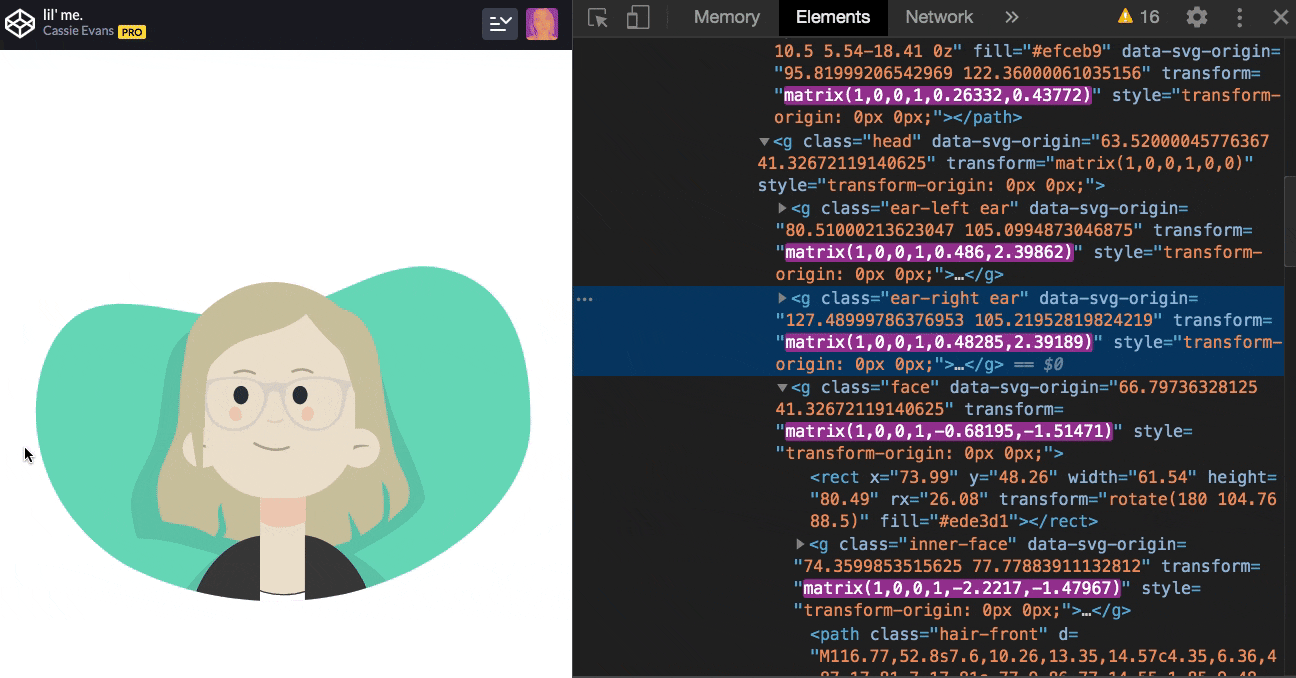 lil' me.
Cassie Evans PRO
Memory Elements Network » 16
10.5 5.54-18.41 0z" fill="#efceb9" data-svg-origin=
"95.81999206542969 122.36000061035156" transform=
"matrix(1,0,0,1,0.26332,0.43772)" style="transform-
origin: 0px 0px;"></path>
<g class="head" data-svg-origin="63.52000045776367
41.32672119140625" transform="matrix(1,0,0,1,0,0)"
style="transform-origin: 0px 0px;">
<g class="ear-left ear" data-svg-origin=
"80.51000213623047 105.0994873046875" transform=
"matrix(1,0,0,1,0.486,2.39862)" style="transform-
origin: 0px 0px;">…</g>
<g class="ear-right ear" data-svg-origin=
"127.48999786376953 105.21952819824219" transform=
"matrix(1,0,0,1,0.48285,2.39189)" style="transform-
origin: 0px 0px;">…</g> == $0
<g class="face" data-svg-origin="66.79736328125
41.32672119140625" transform=
"matrix(1,0,0,1,-0.68195,-1.51471)" style=
"transform-origin: 0px 0px;">
<rect x="73.99" y="48.26" width="61.54" height=
"80.49" rx="26.08" transform="rotate(180 104.76
88.5)" fill="#ede3d1"></rect>
<g class="inner-face" data-svg-origin=
"74.3599853515625 77.77883911132812" transform=
"matrix(1,0,0,1,-2.2217,-1.47967)" style=
"transform-origin: 0px 0px;">…</g>
<path class="hair-front" d=
"M116.77,52.8s7.6,10.26,13.35,14.57c4.35,6.36,4